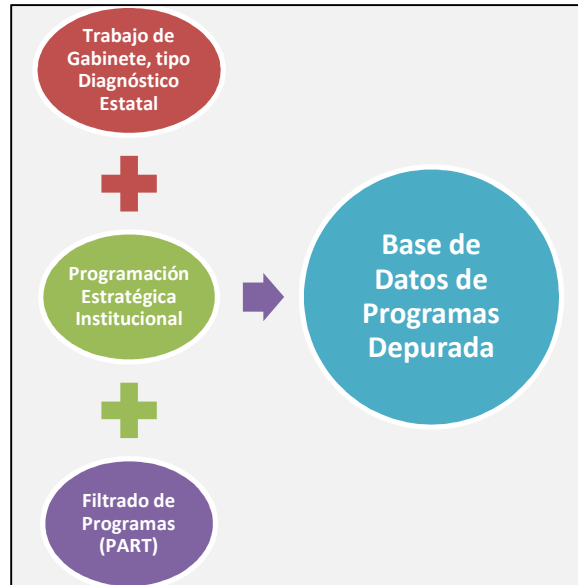 Trabajo de
Gabinete, tipo
Diagnóstico
Estatal
Programación
Estratégica
Institucional
Filtrado de
Programas
(PART)
Base de
Datos de
Programas
Depurada